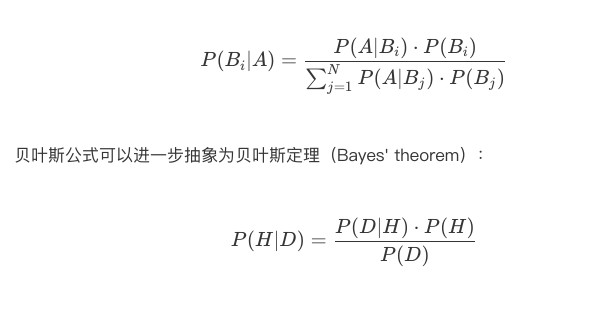 P(B_i|A) = \frac{P(A|B_i) \cdot P(B_i)}{\sum_{j=1}^{N} P(A|B_j) \cdot P(B_j)}
贝叶斯公式可以进一步抽象为贝叶斯定理（Bayes' theorem）：
P(H|D) = \frac{P(D|H) \cdot P(H)}{P(D)}